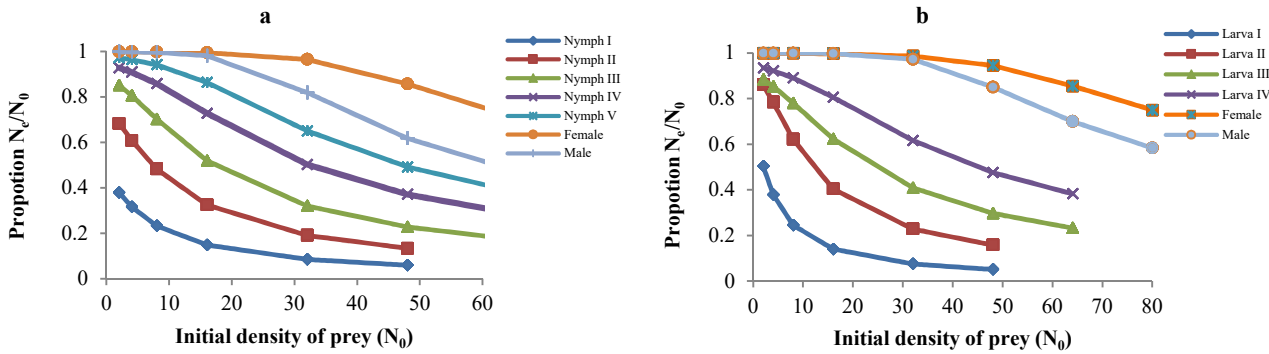 a
Propotion Ne/N0
1
0.8
0.6
0.4
0.2
0
0 10 20 30 40 50 60
Initial density of prey (N0)
Nymph I
Nymph II
Nymph III
Nymph IV
Nymph V
Female
Male
b
Propotion Ne/N0
1
0.8
0.6
0.4
0.2
0
0 10 20 30 40 50 60 70 80
Initial density of prey (N0)
Larva I
Larva II
Larva III
Larva IV
Female
Male